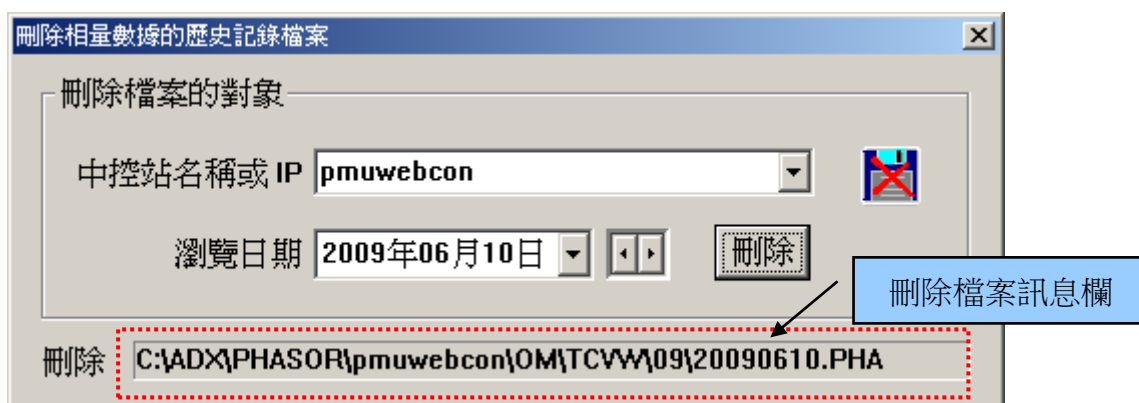 刪除相量數據的歷史記錄檔案
刪除檔案的對象
中控站名稱或 IP pmuwebcon
瀏覽日期 2009年06月10日 刪除
刪除檔案訊息欄
刪除 C:\ADX\PHASOR\pmuwebcon\OM\TCVW\09\20090610.PHA